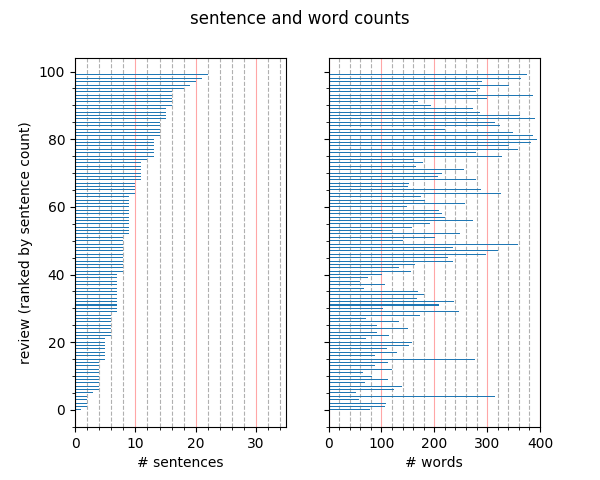 sentence and word counts
review (ranked by sentence count)
100
80
60
40
20
0
0 10 20 30
# sentences
0 100 200 300 400
# words